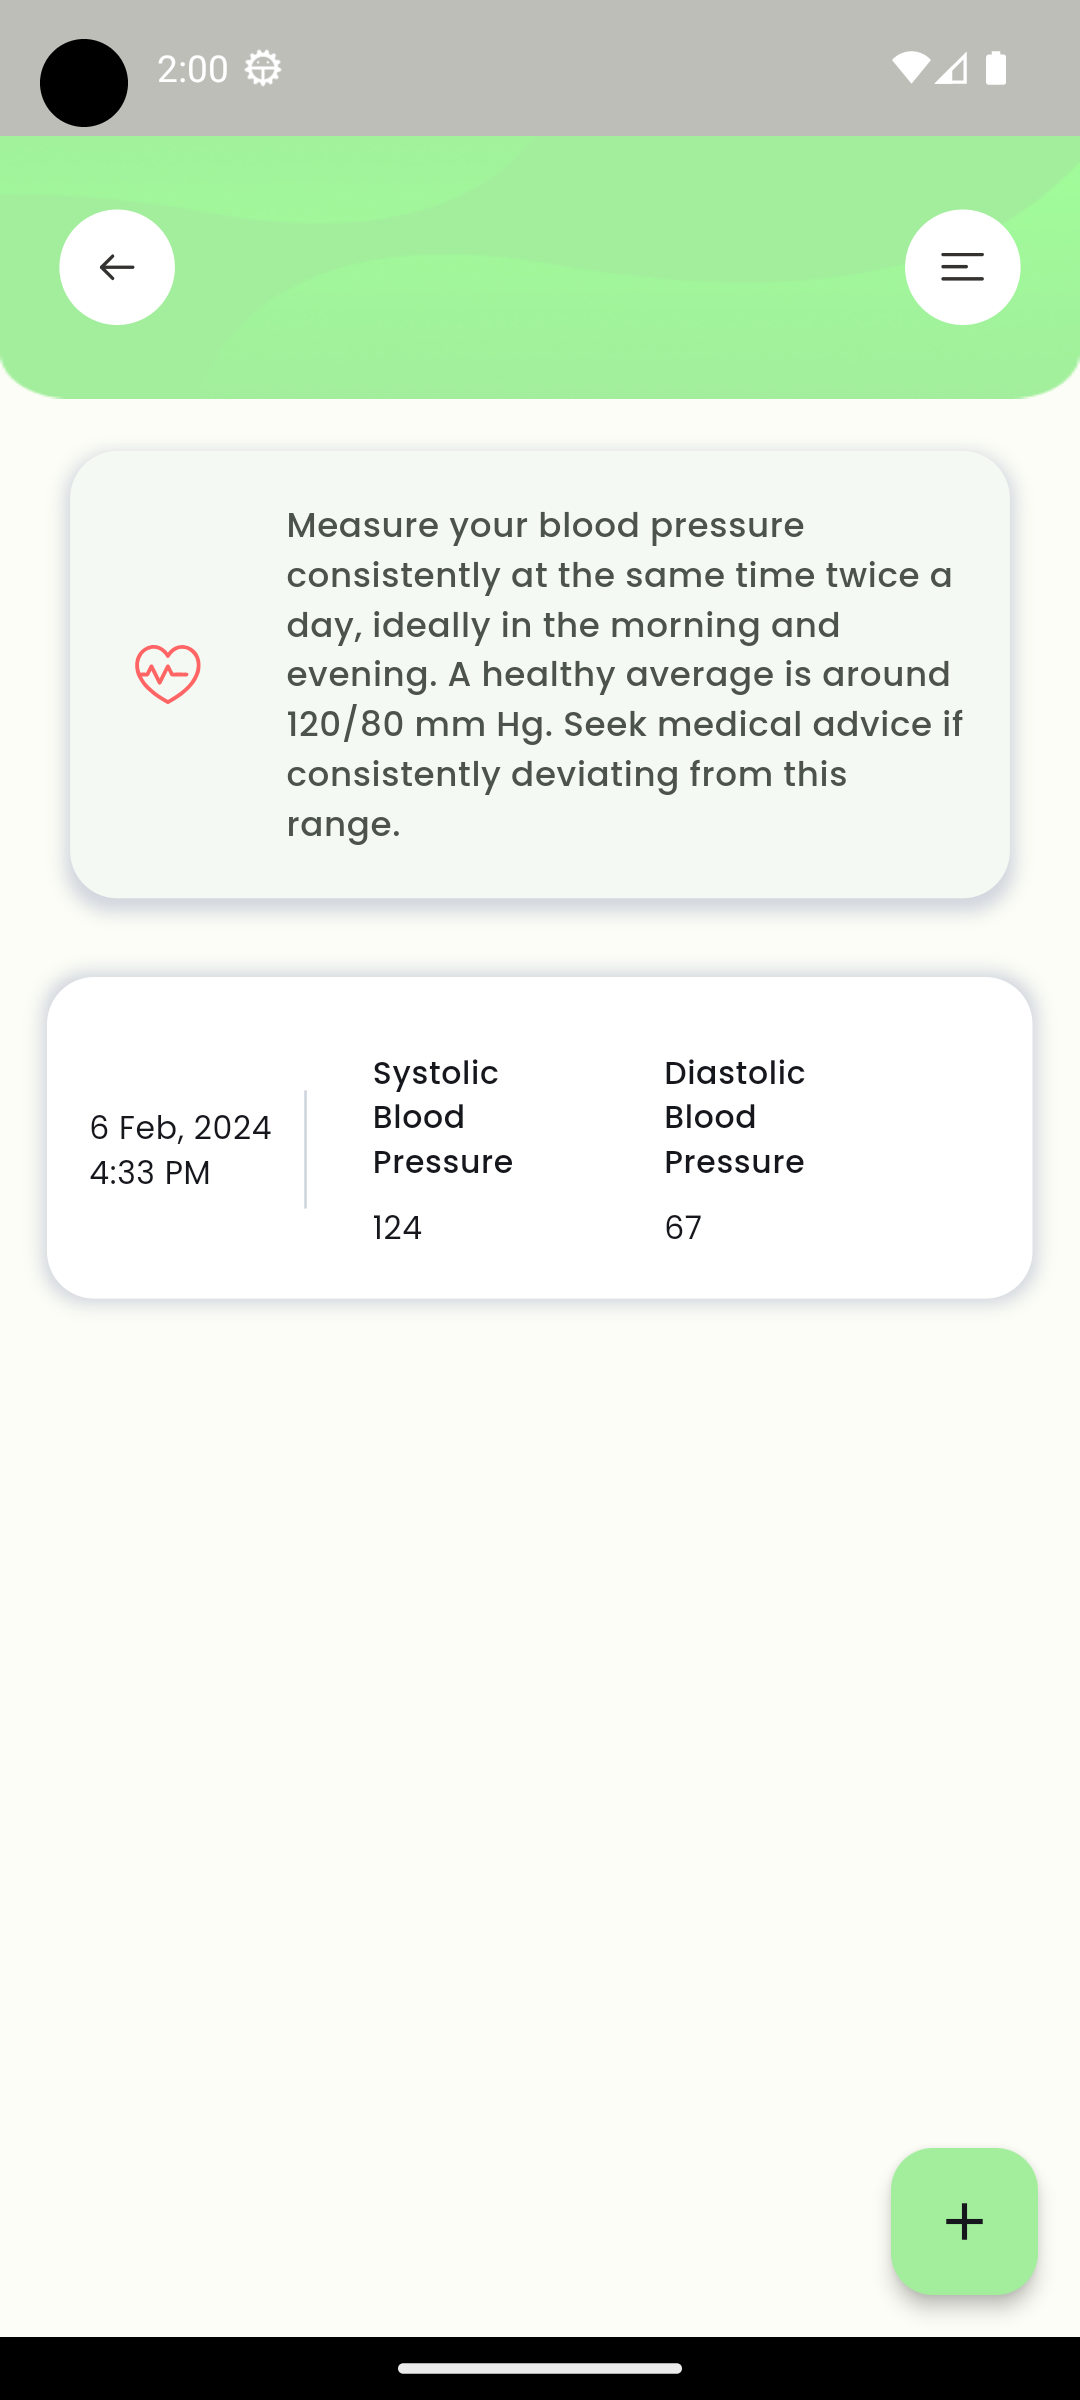 2:00
Measure your blood pressure
consistently at the same time twice a
day, ideally in the morning and
evening. A healthy average is around
120/80 mm Hg. Seek medical advice if
consistently deviating from this
range.
6 Feb, 2024
4:33 PM
Systolic
Blood
Pressure
124
Diastolic
Blood
Pressure
67